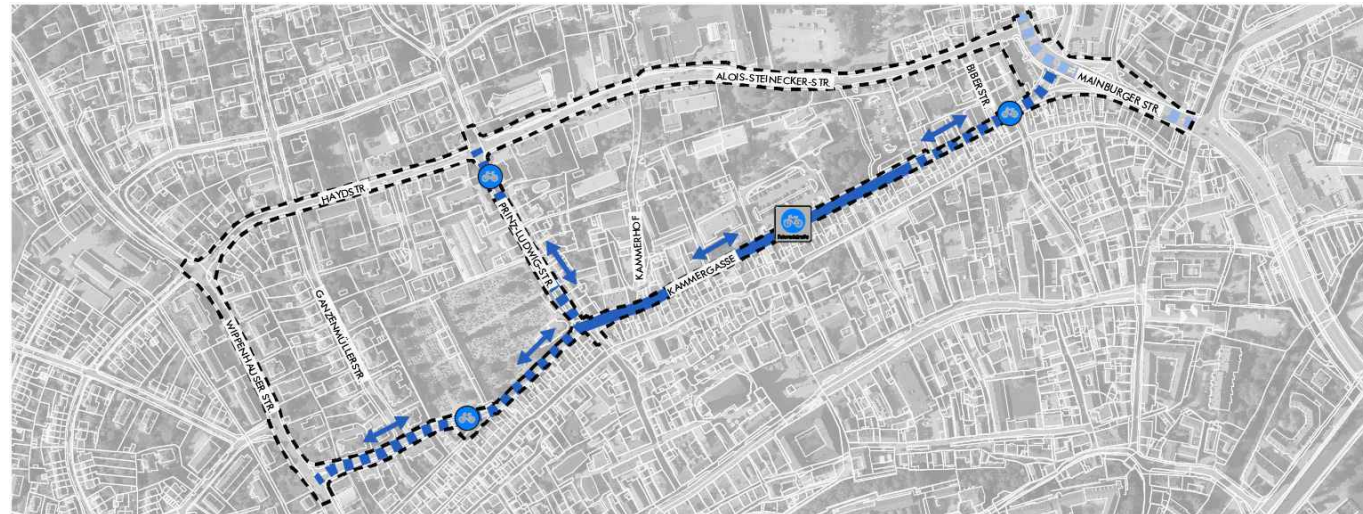 ALOIS-STEINECKER-STR.
BIBERSTR.
MAINBURGER STR.
HAYDSTR.
PRINZ-LUDWIG-STR.
KAMMERHOF
KAMMERGASSE
GANZENMÜLLERSTR.
WIPPENHAUSER STR.